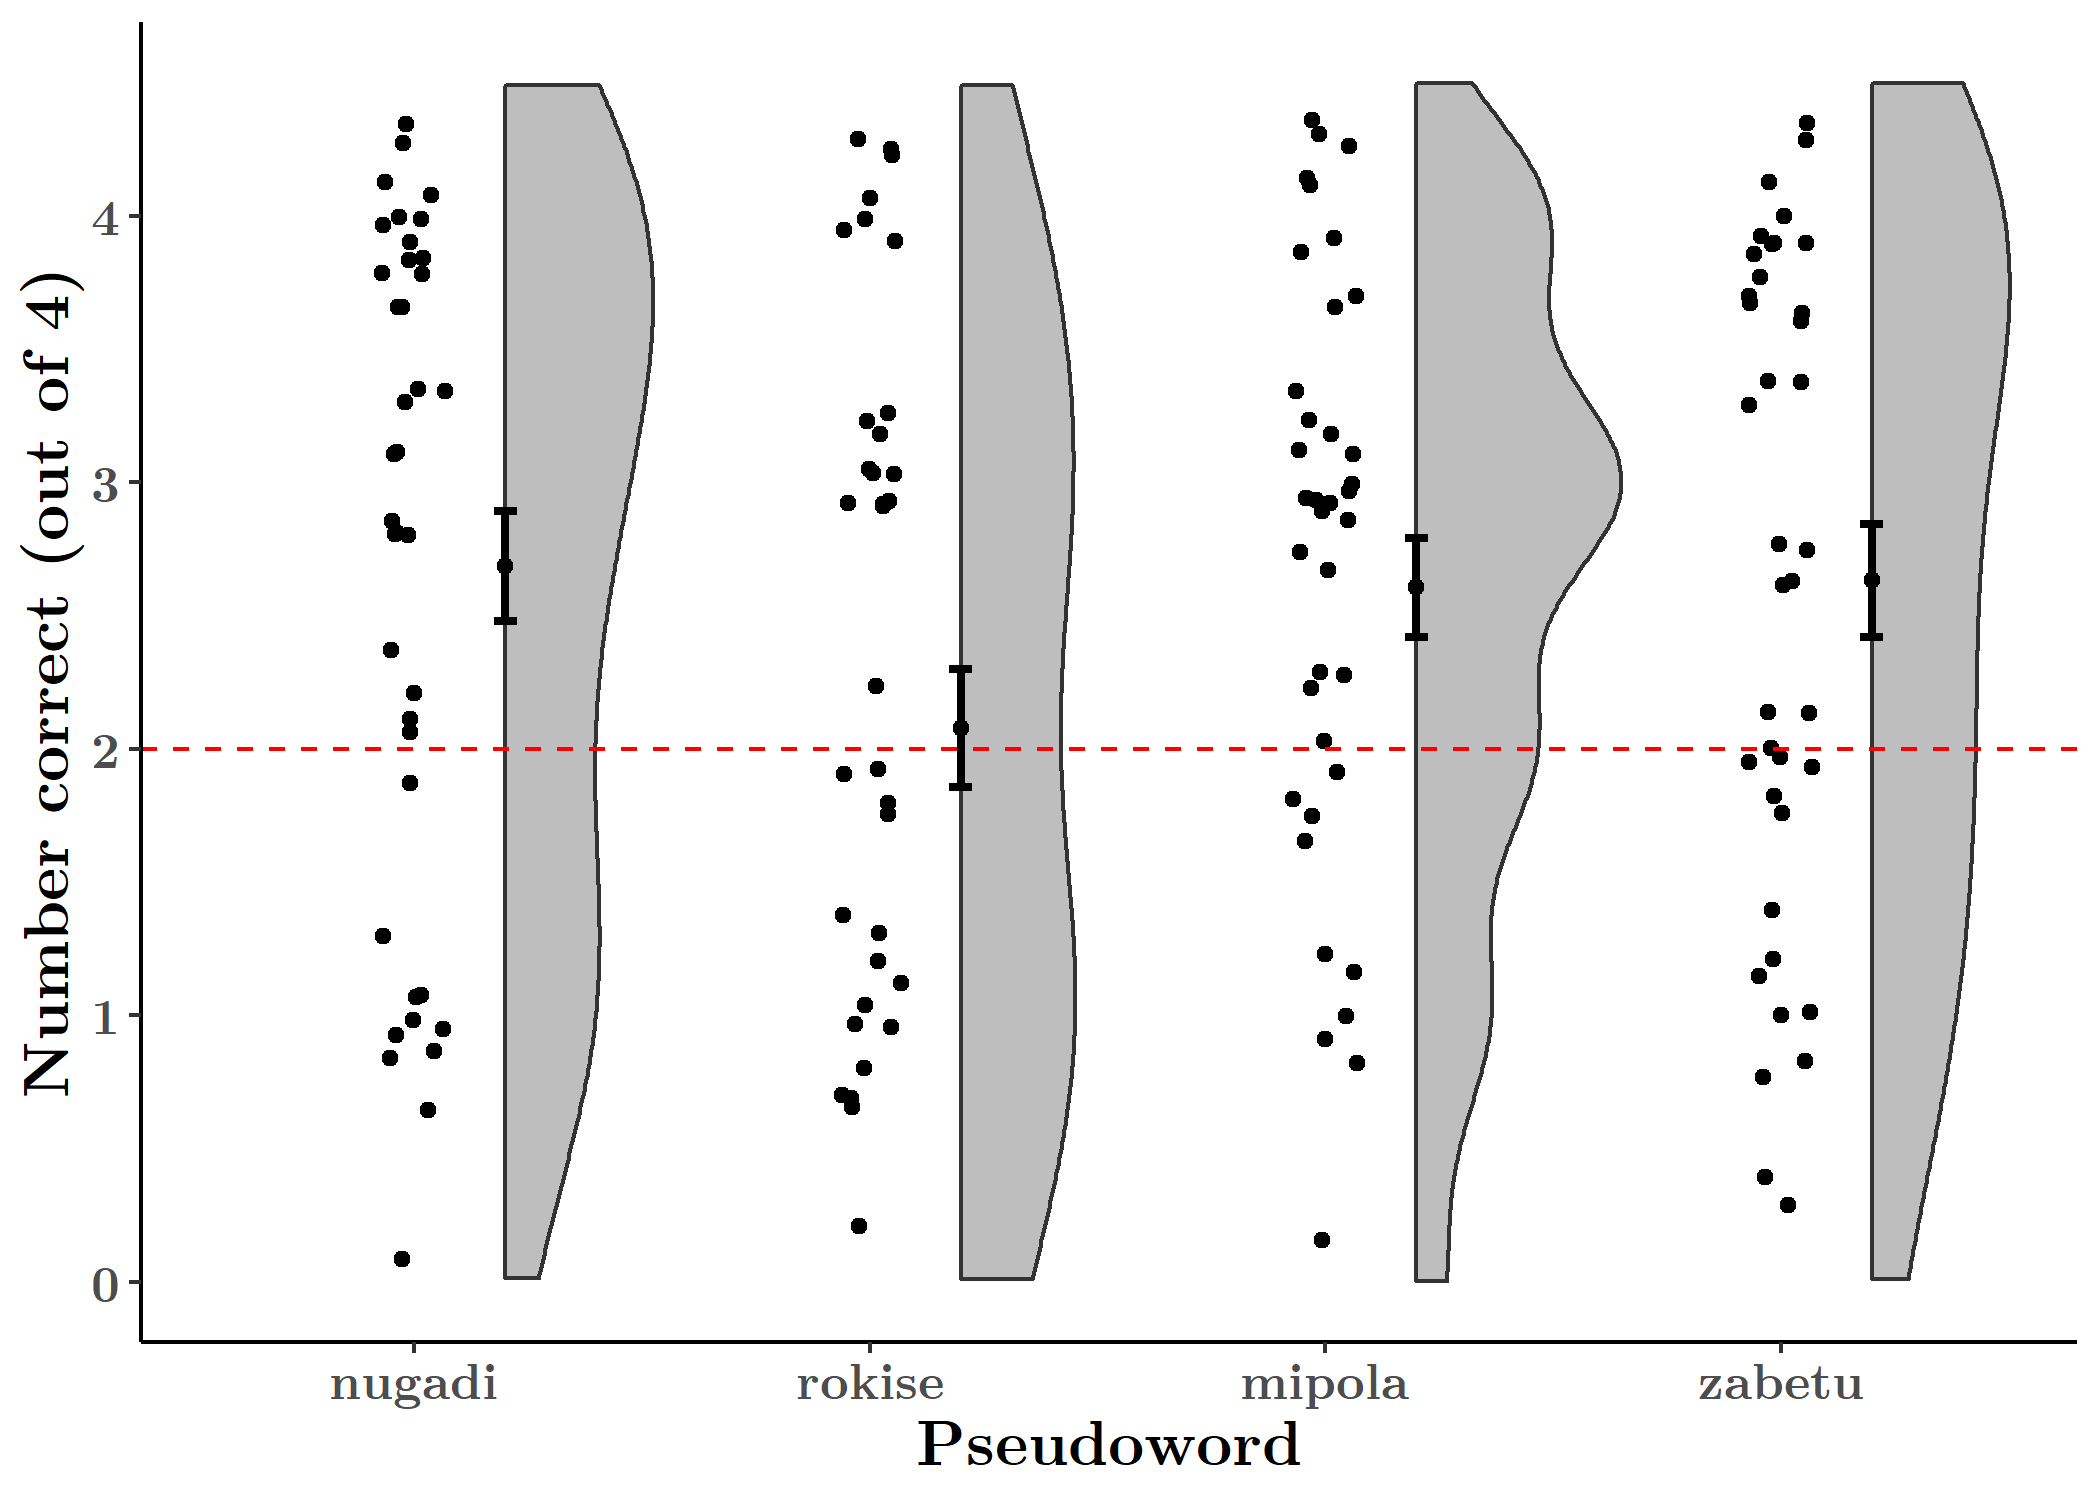 Number correct (out of 4)
4
3
2
1
0
nugadi rokise mipola zabetu
Pseudoword